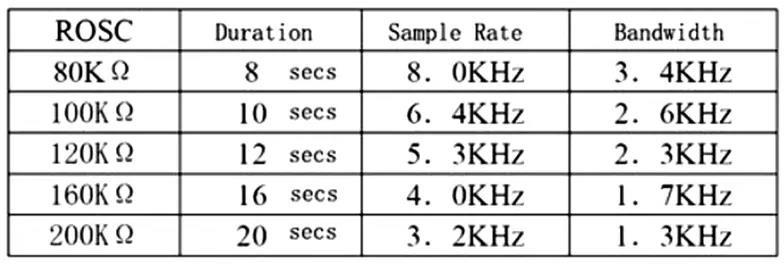 ROSC Duration Sample Rate Bandwidth
80KΩ 8 secs 8. 0KHz 3. 4KHz
100KΩ 10 secs 6. 4KHz 2. 6KHz
120KΩ 12 secs 5. 3KHz 2. 3KHz
160KΩ 16 secs 4. 0KHz 1. 7KHz
200KΩ 20 secs 3. 2KHz 1. 3KHz